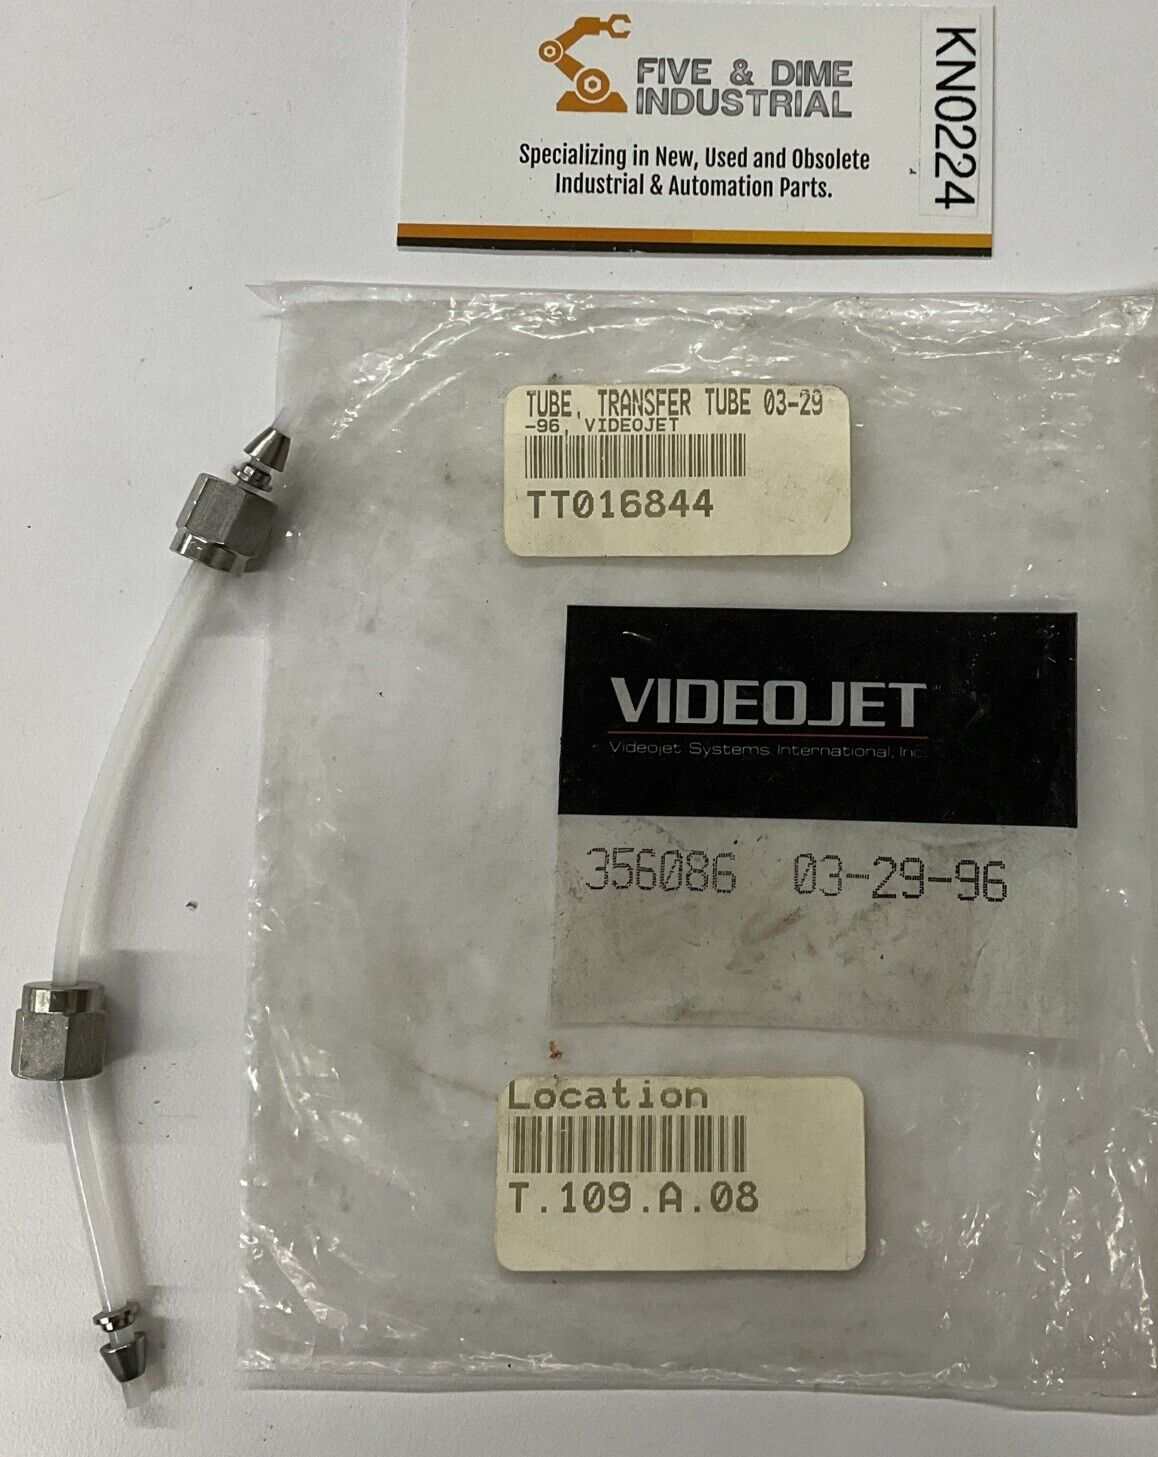 FIVE & DIME
INDUSTRIAL
Specializing in New, Used and Obsolete
Industrial & Automation Parts.
KN0224
TUBE, TRANSFER TUBE 03-29
-96, VIDEOJET
TT016844
VIDEOJET
Videojet Systems International, Inc.
356086 03-29-96
Location
T.109.A.08